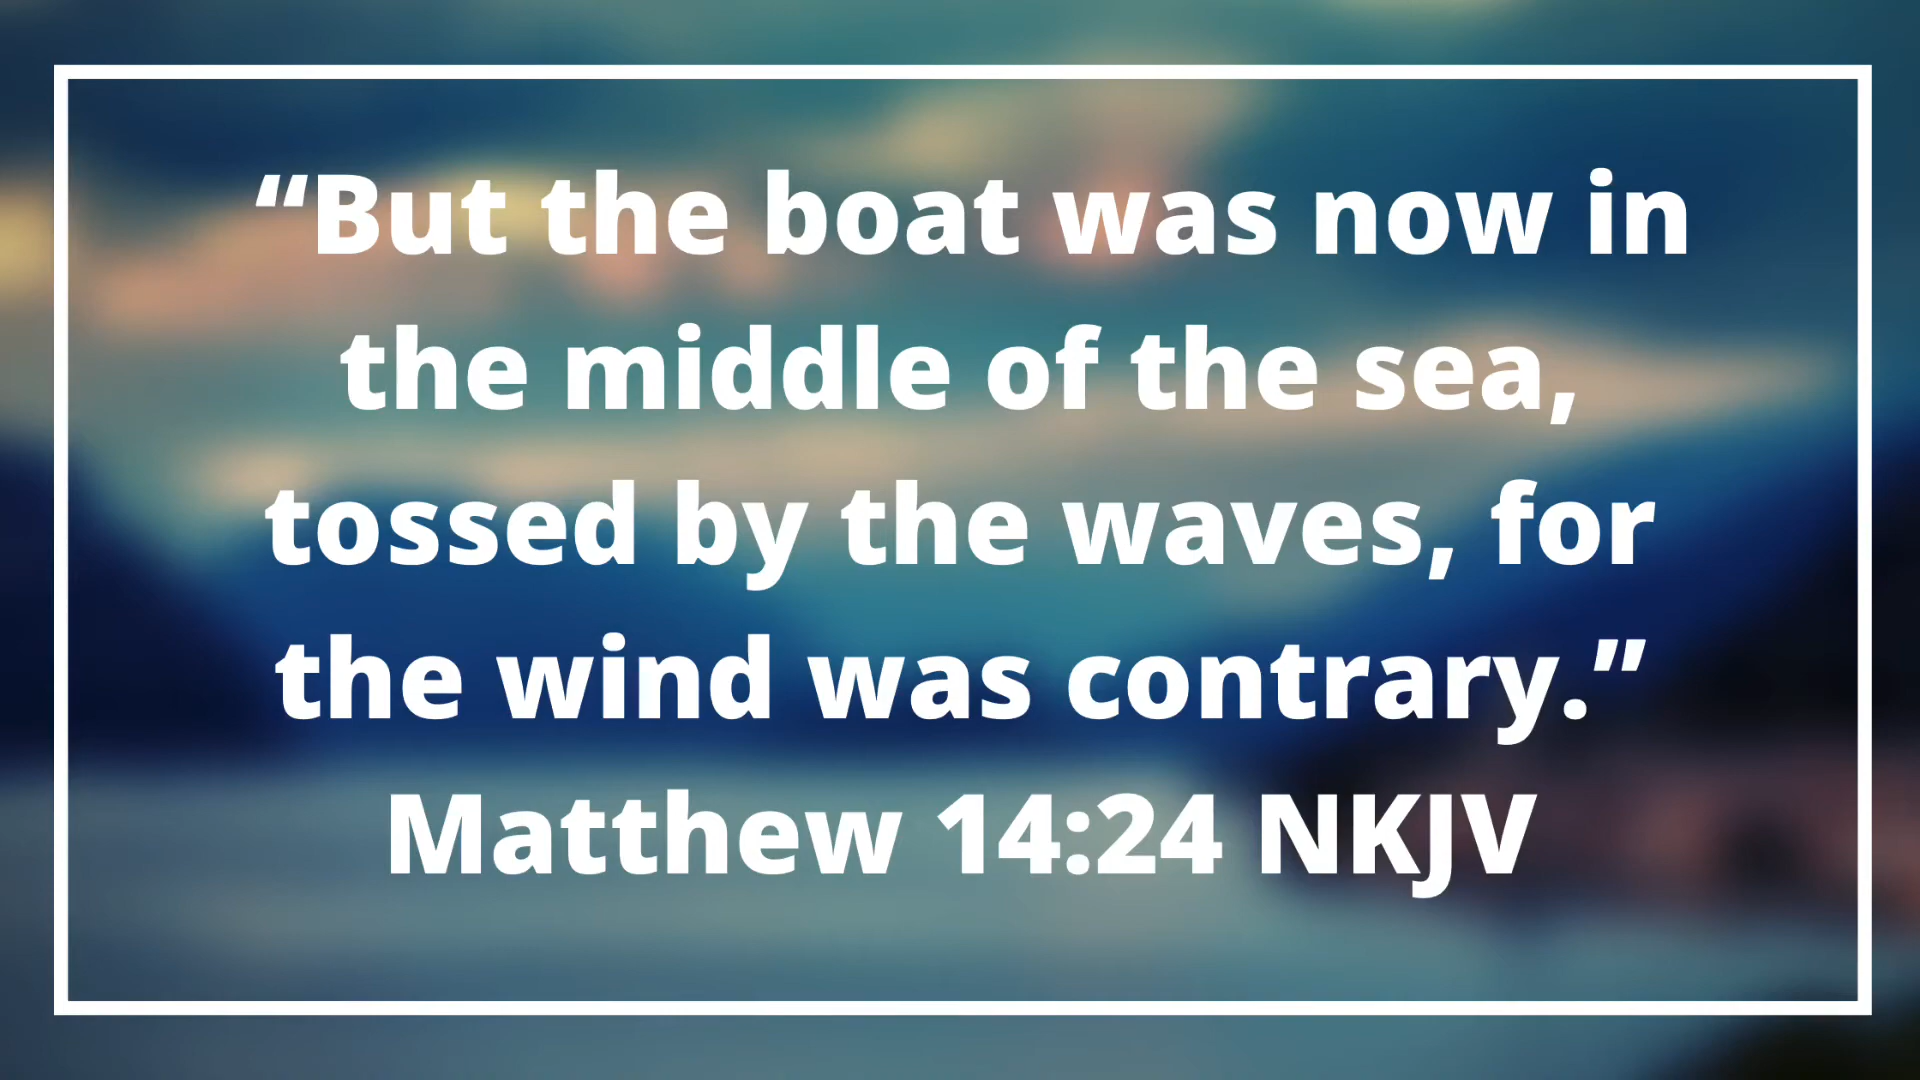 “But the boat was now in
the middle of the sea,
tossed by the waves, for
the wind was contrary.”
Matthew 14:24 NKJV